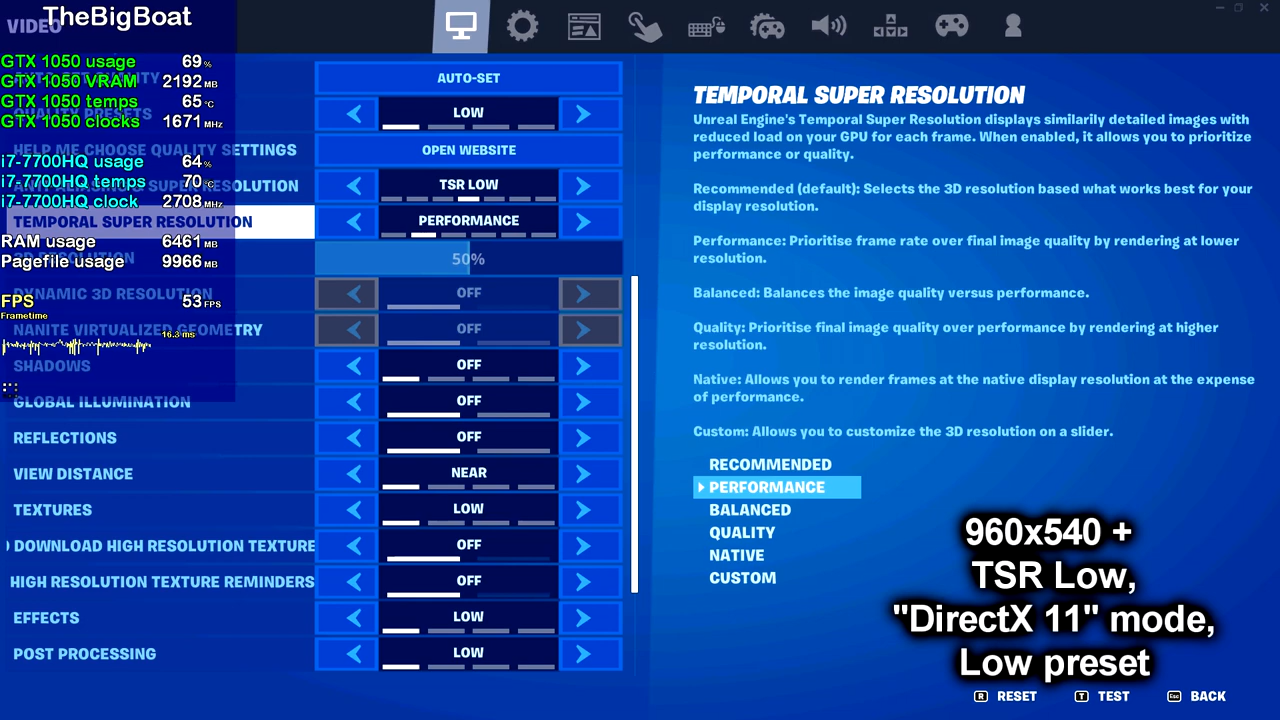 VIDEO
TheBigBoat
GTX 1050 usage 69 %
GTX 1050 VRAM 2192 MB
GTX 1050 temps 65 °C
GTX 1050 clocks 1671 MHz
i7-7700HQ usage 64 %
i7-7700HQ temps 70 °C
i7-7700HQ clock 2708 MHz
RAM usage 6461 MB
Pagefile usage 9966 MB
FPS 53 FPS
Frametime
16.3 ms
AUTO-SET
LOW
HELP ME CHOOSE QUALITY SETTINGS OPEN WEBSITE
ANTI-ALIASING & SUPER RESOLUTION TSR LOW
TEMPORAL SUPER RESOLUTION PERFORMANCE
3D RESOLUTION 50%
DYNAMIC 3D RESOLUTION OFF
NANITE VIRTUALIZED GEOMETRY OFF
SHADOWS OFF
GLOBAL ILLUMINATION OFF
REFLECTIONS OFF
VIEW DISTANCE NEAR
TEXTURES LOW
DOWNLOAD HIGH RESOLUTION TEXTURE OFF
HIGH RESOLUTION TEXTURE REMINDERS OFF
EFFECTS LOW
POST PROCESSING LOW
TEMPORAL SUPER RESOLUTION
Unreal Engine's Temporal Super Resolution displays similarily detailed images with
reduced load on your GPU for each frame. When enabled, it allows you to prioritize
performance or quality.
Recommended (default): Selects the 3D resolution based what works best for your
display resolution.
Performance: Prioritise frame rate over final image quality by rendering at lower
resolution.
Balanced: Balances the image quality versus performance.
Quality: Prioritise final image quality over performance by rendering at higher
resolution.
Native: Allows you to render frames at the native display resolution at the expense
of performance.
Custom: Allows you to customize the 3D resolution on a slider.
RECOMMENDED
PERFORMANCE
BALANCED
QUALITY
NATIVE
CUSTOM
960x540 +
TSR Low,
"DirectX 11" mode,
Low preset
R RESET T TEST Esc BACK